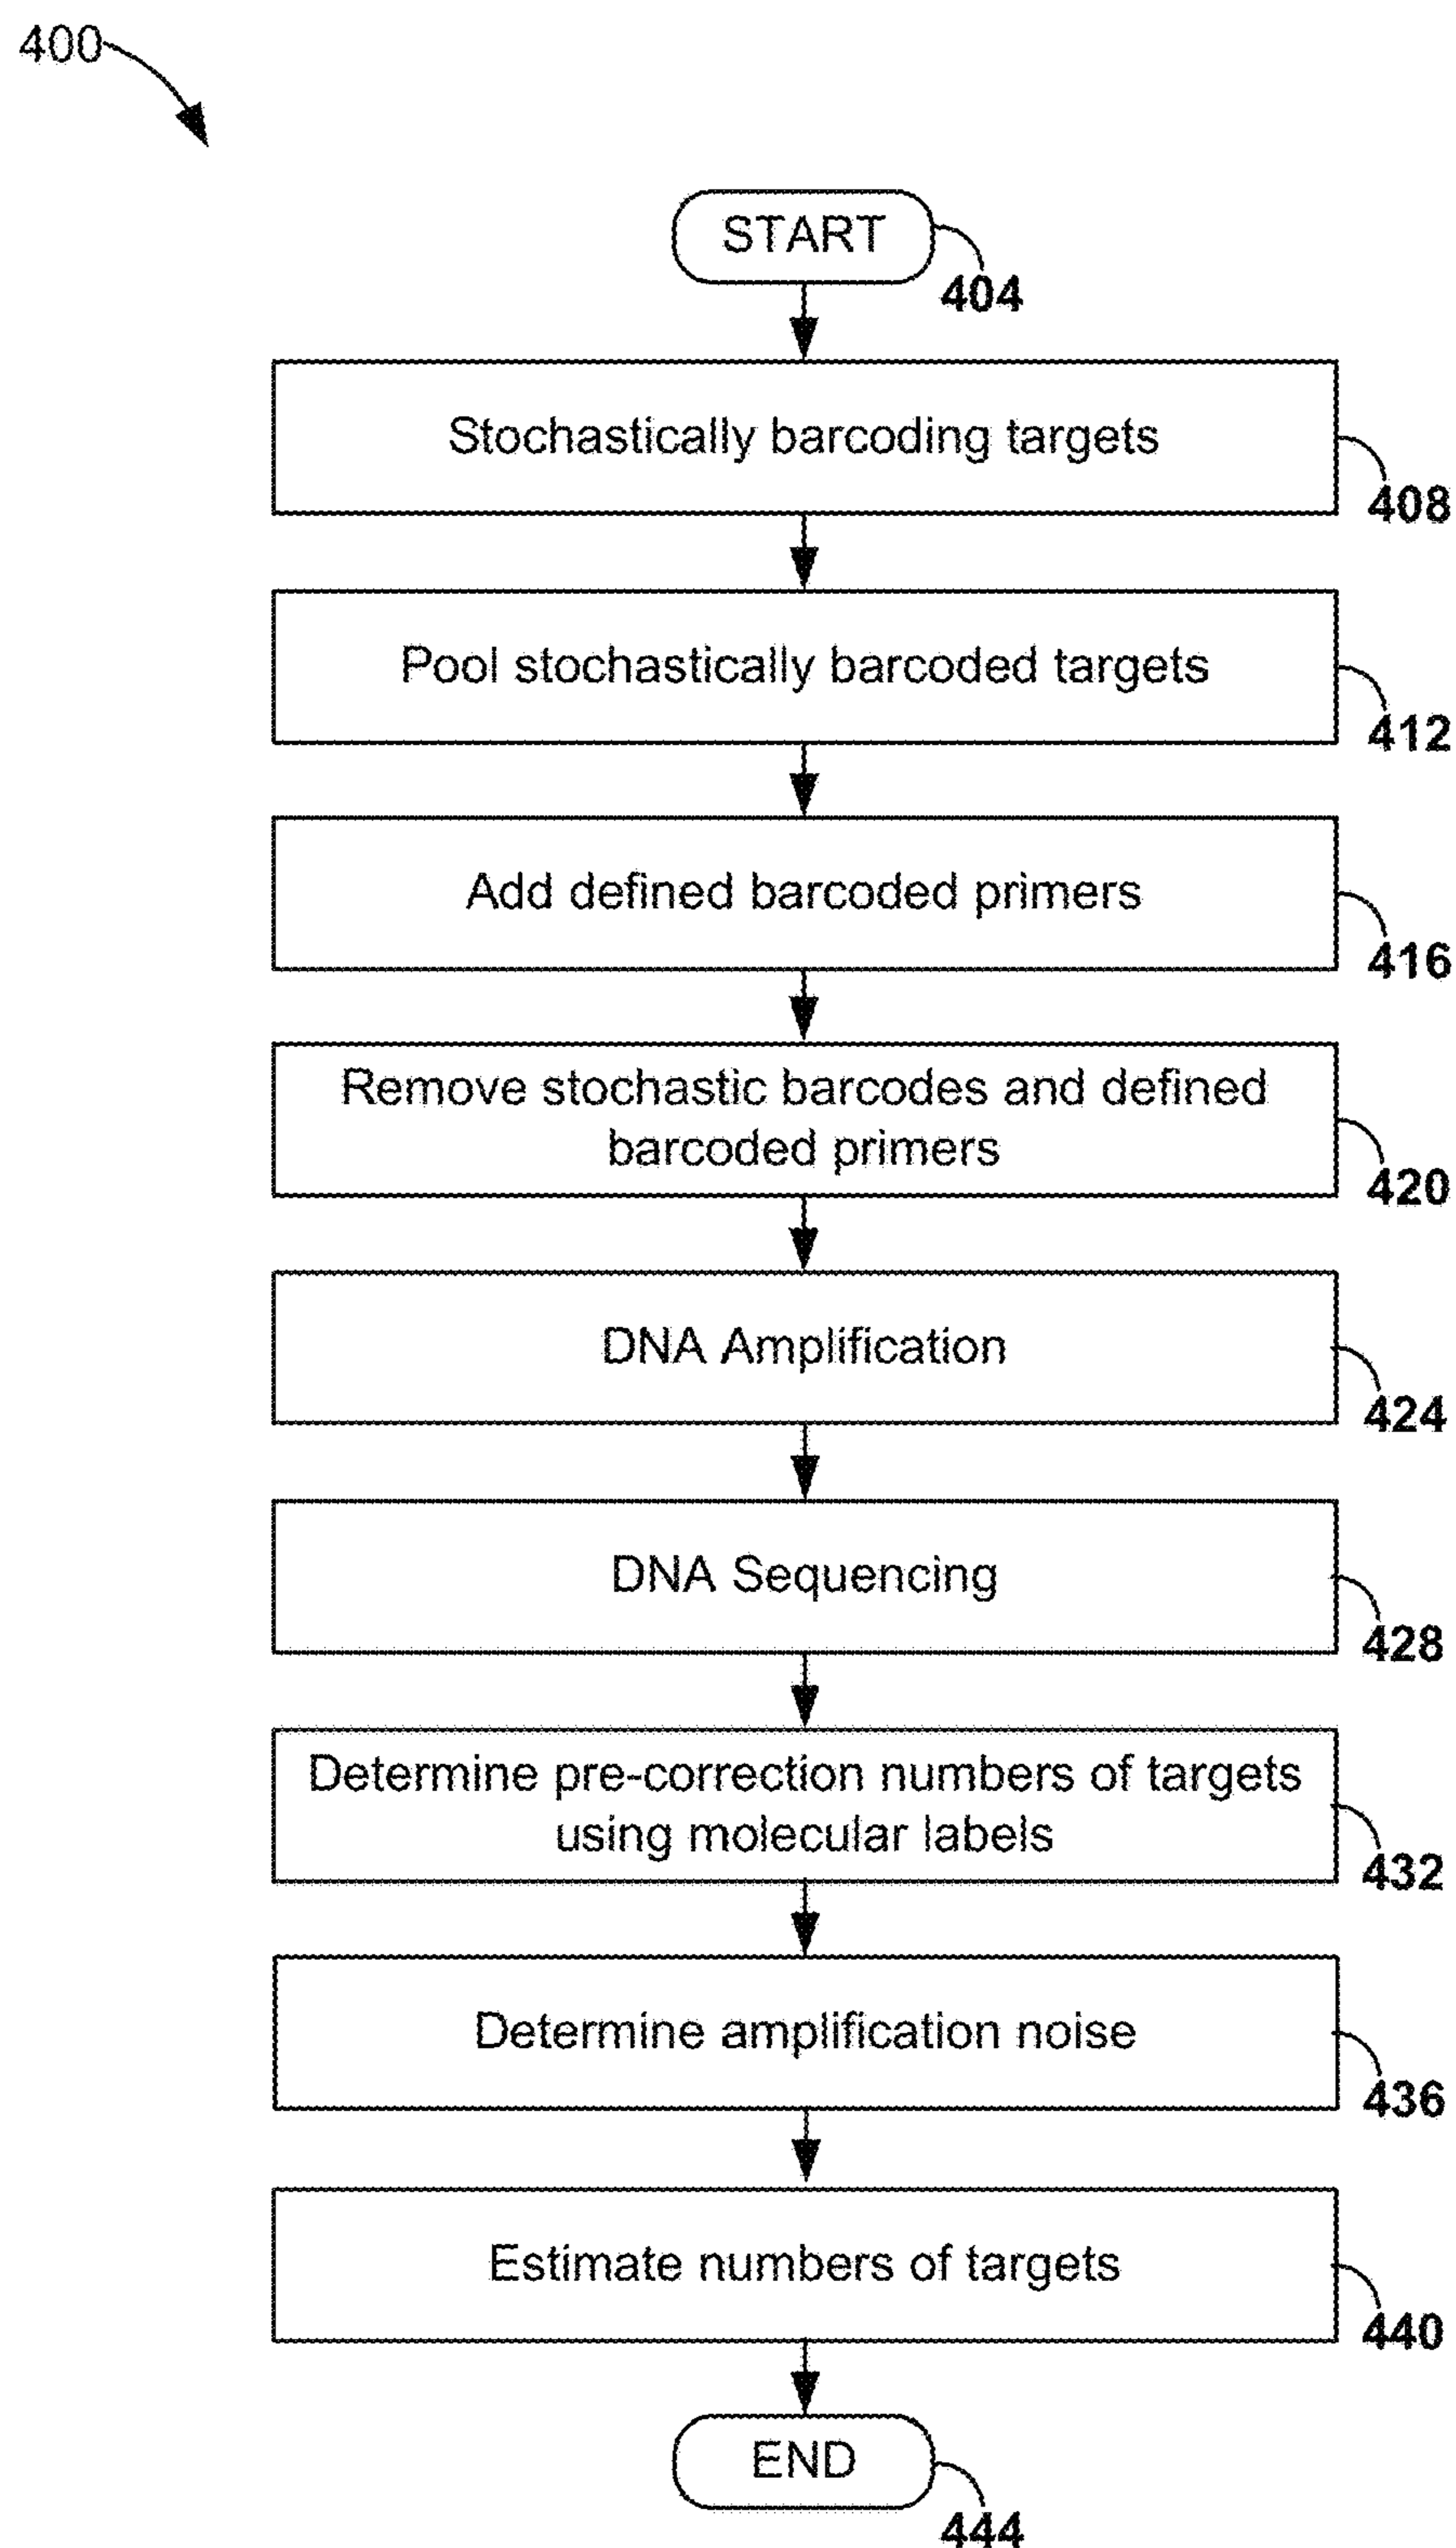 400
START
404
Stochastically barcoding targets
408
Pool stochastically barcoded targets
412
Add defined barcoded primers
416
Remove stochastic barcodes and defined
barcoded primers
420
DNA Amplification
424
DNA Sequencing
428
Determine pre-correction numbers of targets
using molecular labels
432
Determine amplification noise
436
Estimate numbers of targets
440
END
444